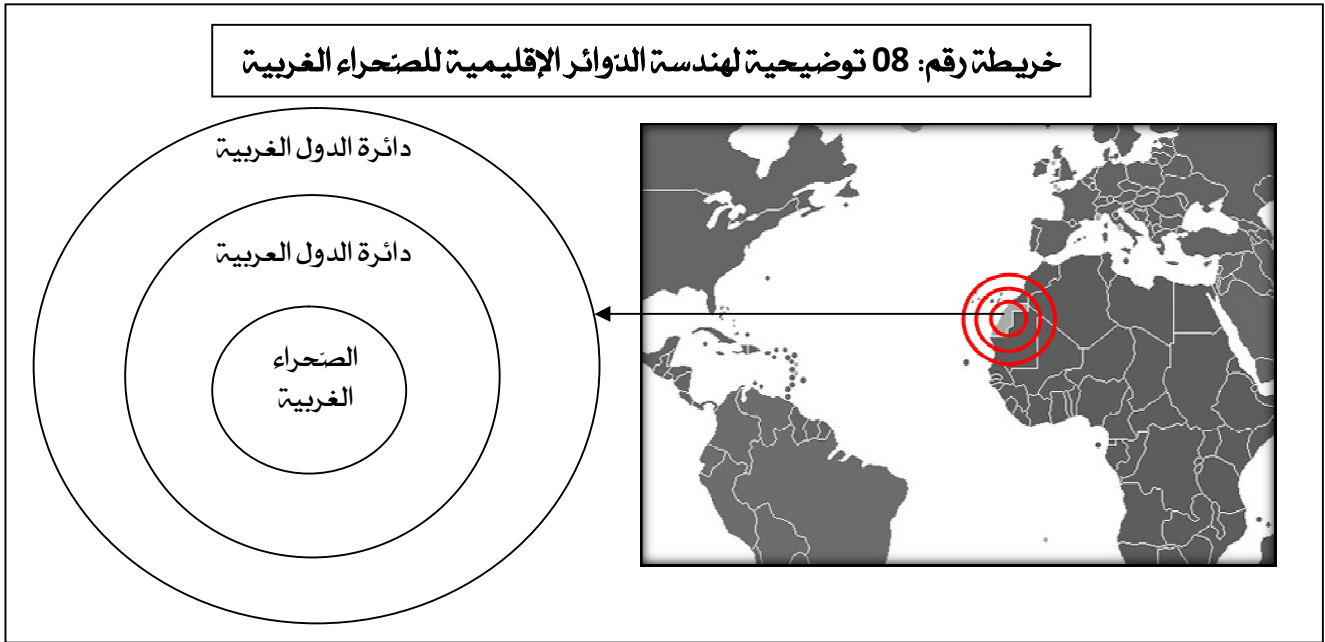 خريطة رقم: 08 توضيحية لهندسة الدّوائر الإقليمية للصّحراء الغربية
دائرة الدول الغربية
دائرة الدول العربية
الصّحراء
الغربية